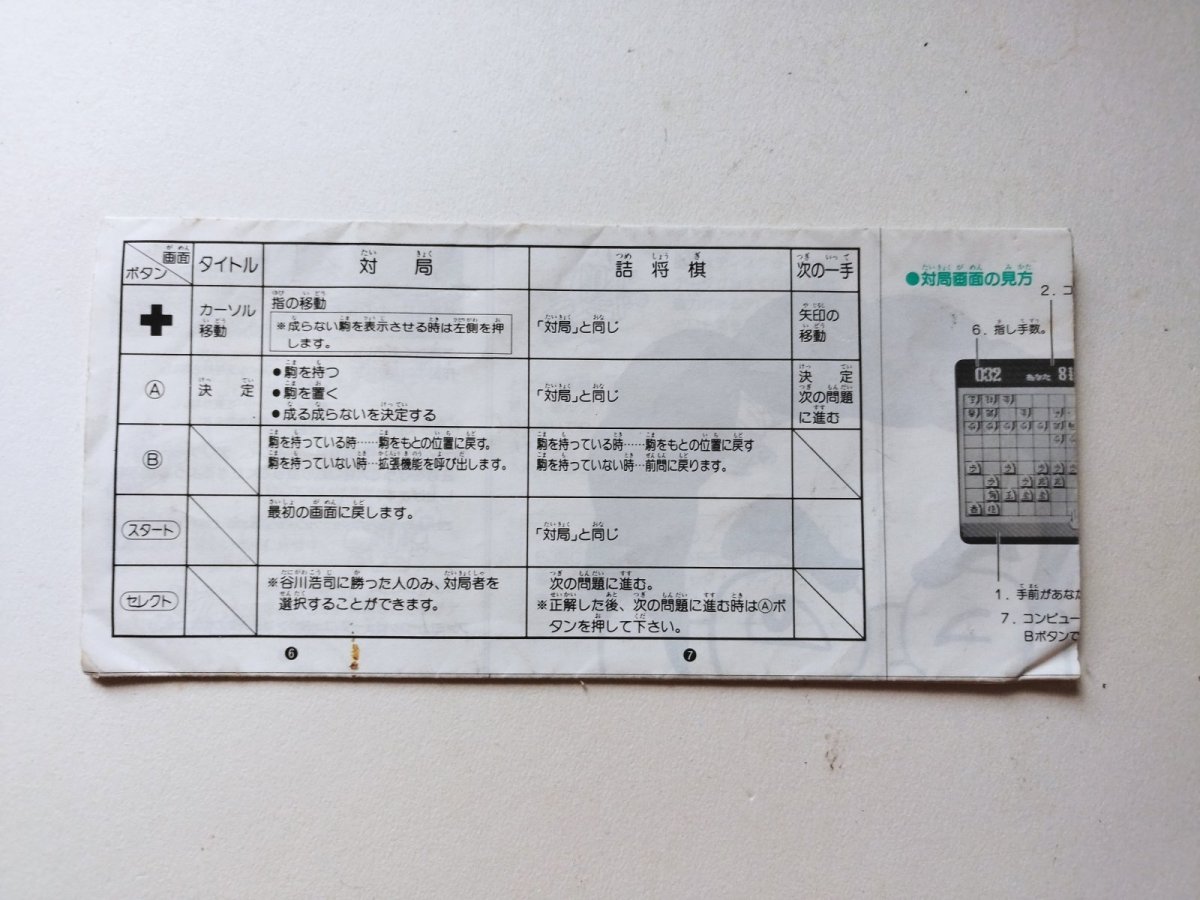 画面
ボタン
タイトル
対局
詰将棋
次の一手
カーソル
移動
指の移動
※成らない駒を表示させる時は左側を押
します。
「対局」と同じ
矢印の
移動
Ⓐ
決定
●駒を持つ
●駒を置く
●成る成らないを決定する
「対局」と同じ
決定
次の問題
に進む
Ⓑ
駒を持っている時……駒をもとの位置に戻す。
駒を持っていない時…拡張機能を呼び出します。
駒を持っている時……駒をもとの位置に戻す
駒を持っていない時…前問に戻ります。
スタート
最初の画面に戻します。
「対局」と同じ
セレクト
※谷川浩司に勝った人のみ、対局者を
選択することができます。
次の問題に進む。
※正解した後、次の問題に進む時はⒶボ
タンを押して下さい。
❻
❼
●対局画面の見方
2. コ
6. 指し手数。
032 あなた 8
1. 手前があなた
7. コンピュー
Bボタンで